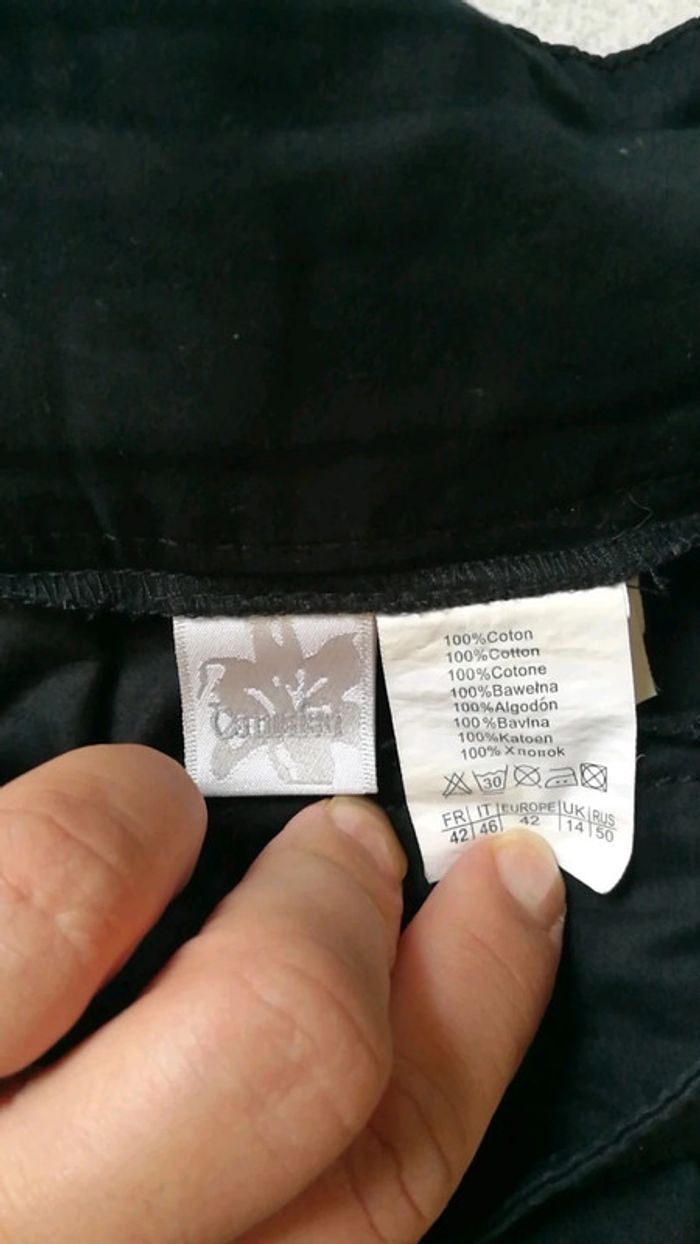 100%Coton
100%Cotton
100%Cotone
100%Bawełna
100%Algodón
100%Bavlna
100%Katoen
100% Хлопок
30
FR IT EUROPE UK RUS
42 46 42 14 50